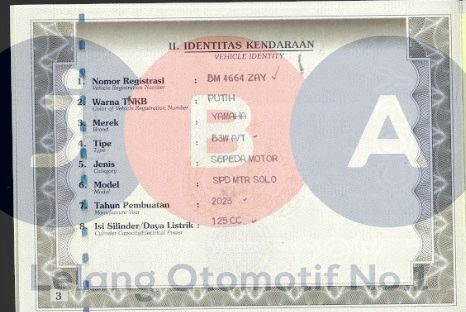 II. IDENTITAS KENDARAAN
VEHICLE IDENTITY
1. Nomor Registrasi : BM 4664 ZAY
Vehicle Registration Number
2. Warna TNKB : PUTIH
Color of Vehicle Registration Number
3. Merek : YAMAHA
Brand
4. Tipe : B3W A/T
Type
5. Jenis : SEPEDA MOTOR
Category
6. Model : SPD MTR SOLO
Model
7. Tahun Pembuatan : 2023
Manufacture Year
8. Isi Silinder/Daya Listrik : 125 CC
Cylinder Capacity/Electrical Power
BA
Lelang Otomotif No.1
3